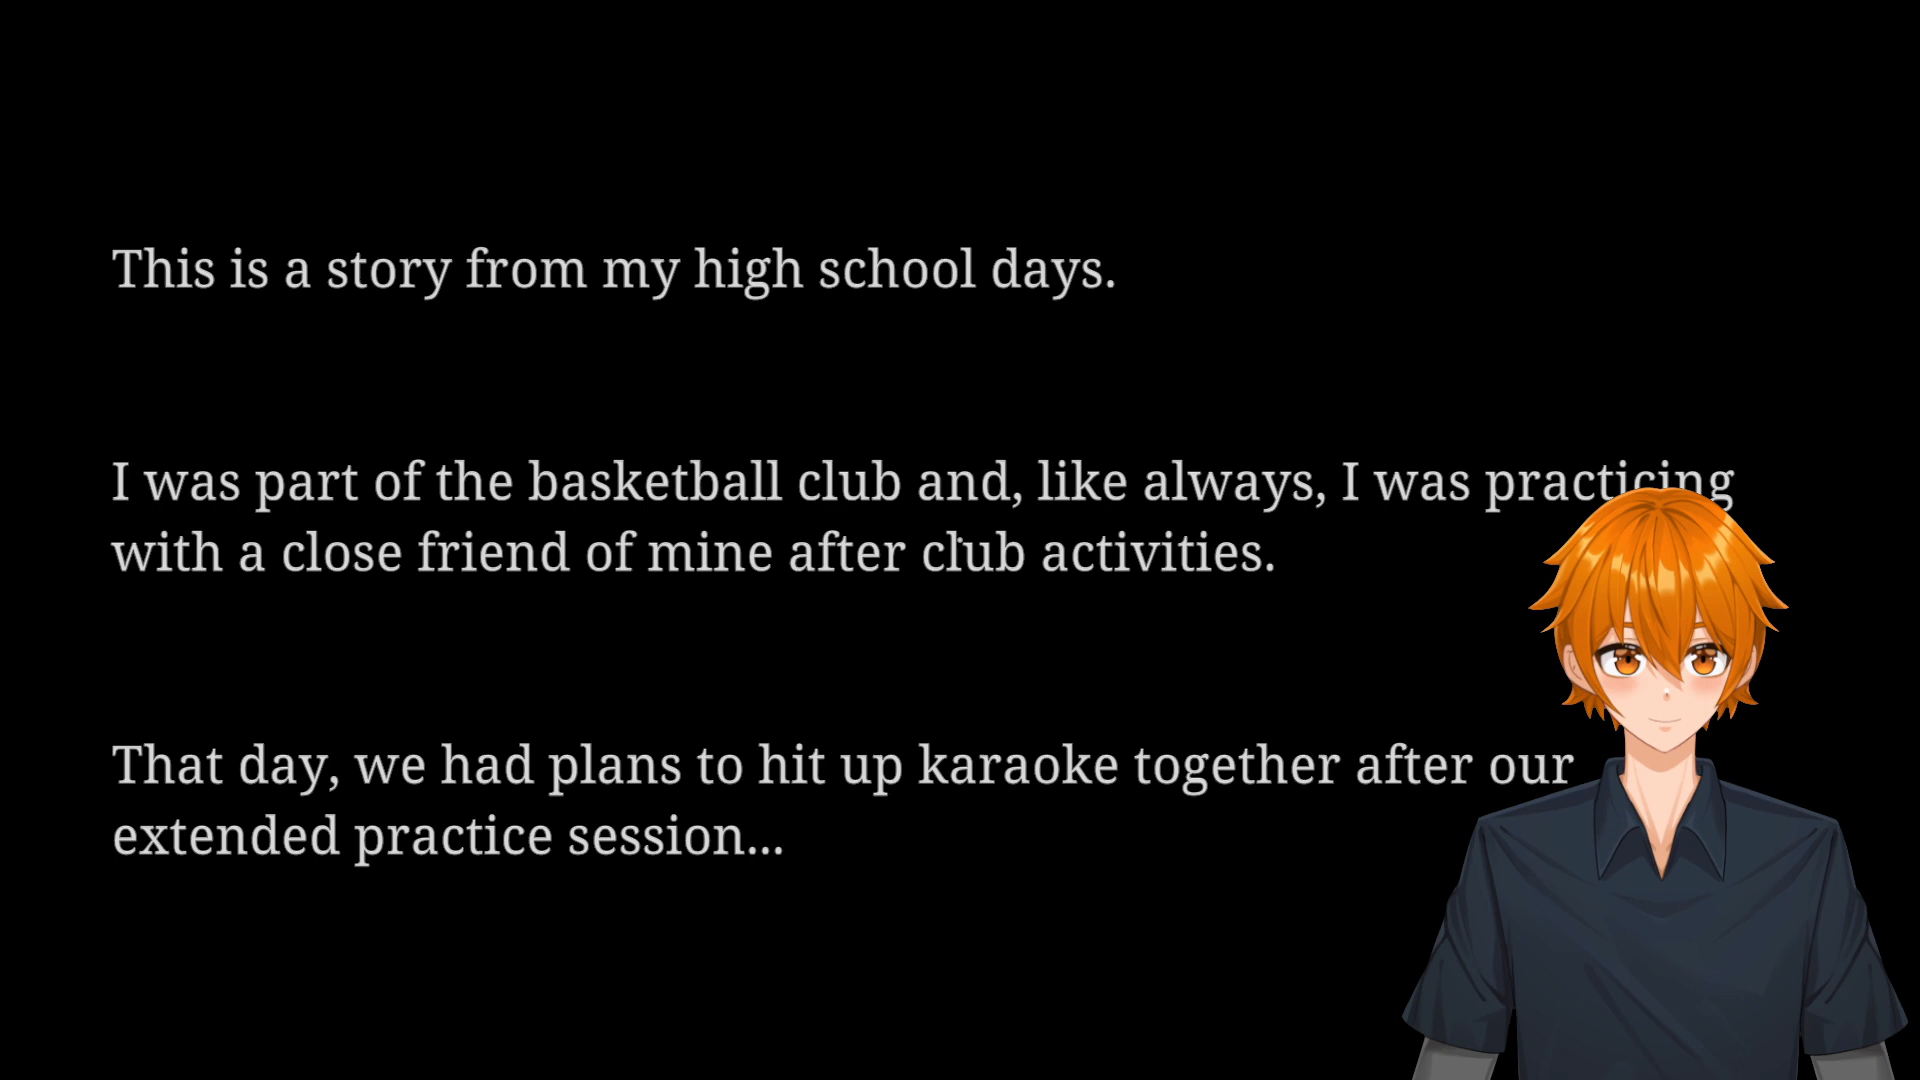 This is a story from my high school days.
I was part of the basketball club and, like always, I was practicing
with a close friend of mine after club activities.
That day, we had plans to hit up karaoke together after our
extended practice session...